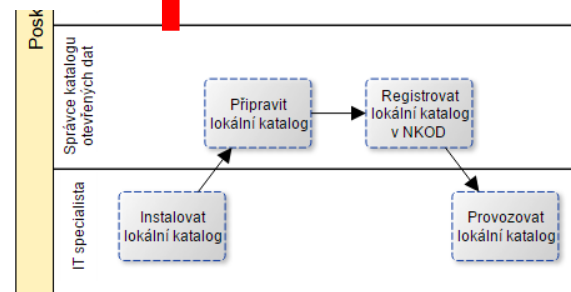 Posk
Správce katalogu
otevřených dat
Připravit
lokální katalog
Registrovat
lokální katalog
v NKOD
IT specialista
Instalovat
lokální katalog
Provozovat
lokální katalog